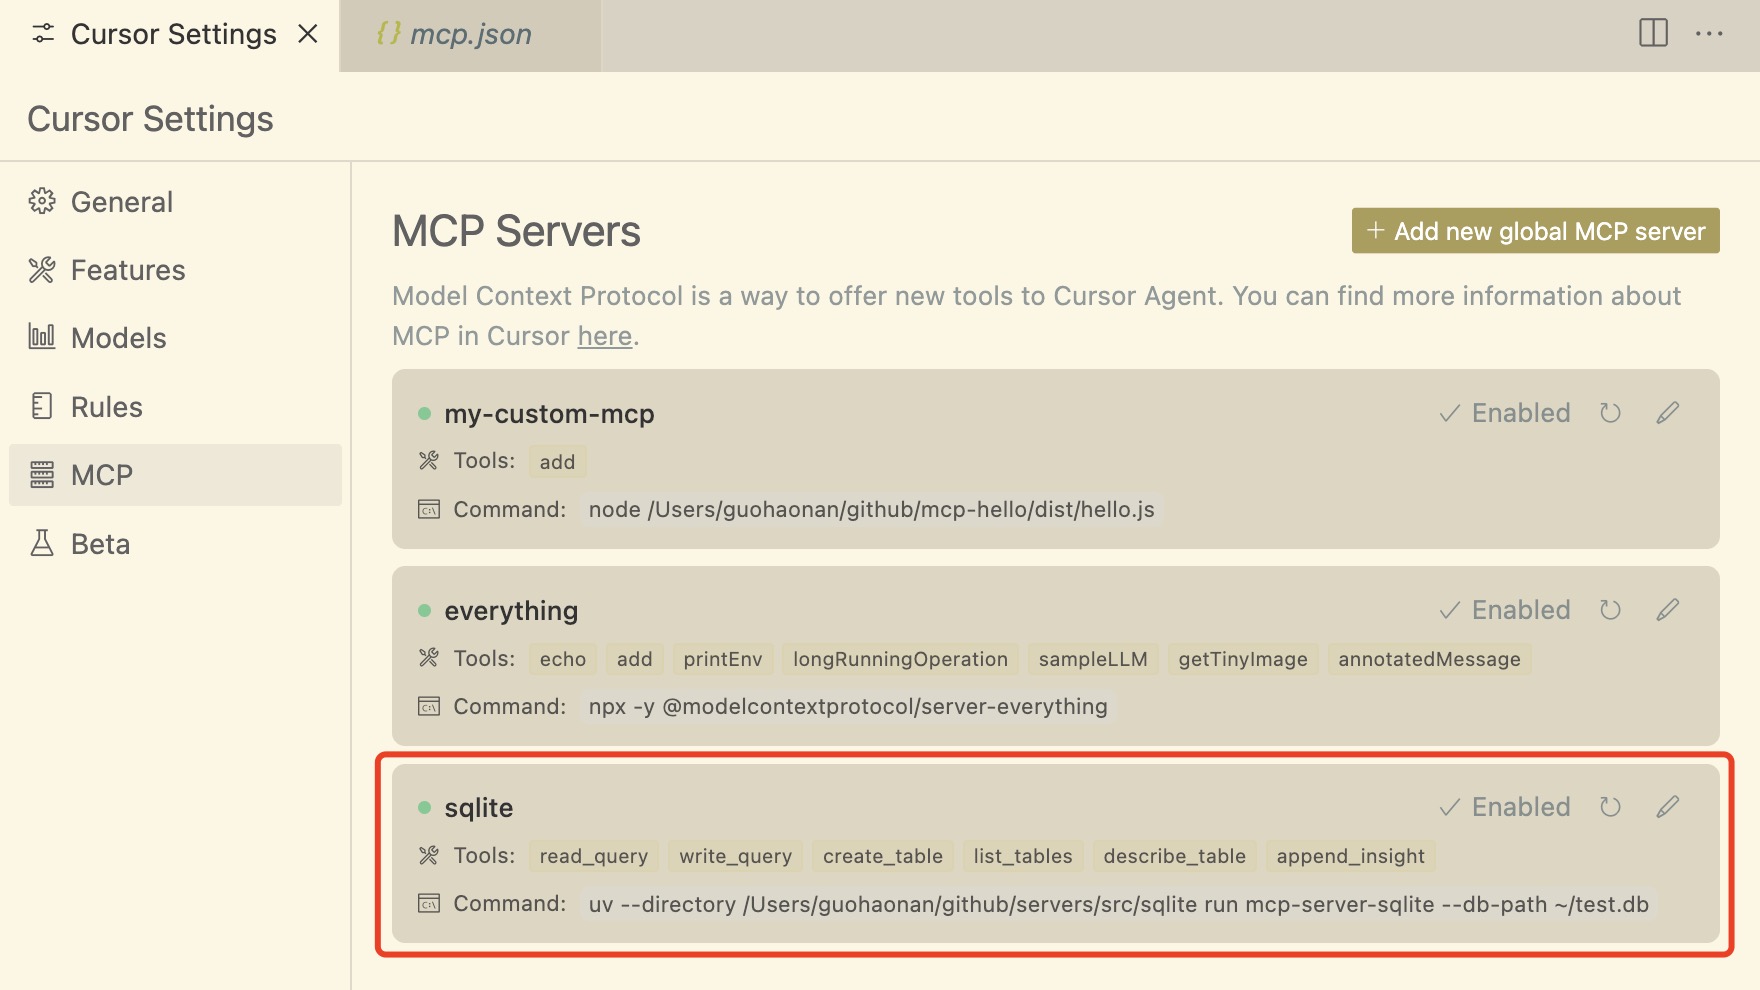 Cursor Settings
{} mcp.json
Cursor Settings
General
Features
Models
Rules
MCP
Beta
MCP Servers
+ Add new global MCP server
Model Context Protocol is a way to offer new tools to Cursor Agent. You can find more information about
MCP in Cursor here.
my-custom-mcp
Enabled
Tools: add
Command: node /Users/guohaonan/github/mcp-hello/dist/hello.js
everything
Enabled
Tools: echo add printEnv longRunningOperation sampleLLM getTinyImage annotatedMessage
Command: npx -y @modelcontextprotocol/server-everything
sqlite
Enabled
Tools: read_query write_query create_table list_tables describe_table append_insight
Command: uv --directory /Users/guohaonan/github/servers/src/sqlite run mcp-server-sqlite --db-path ~/test.db